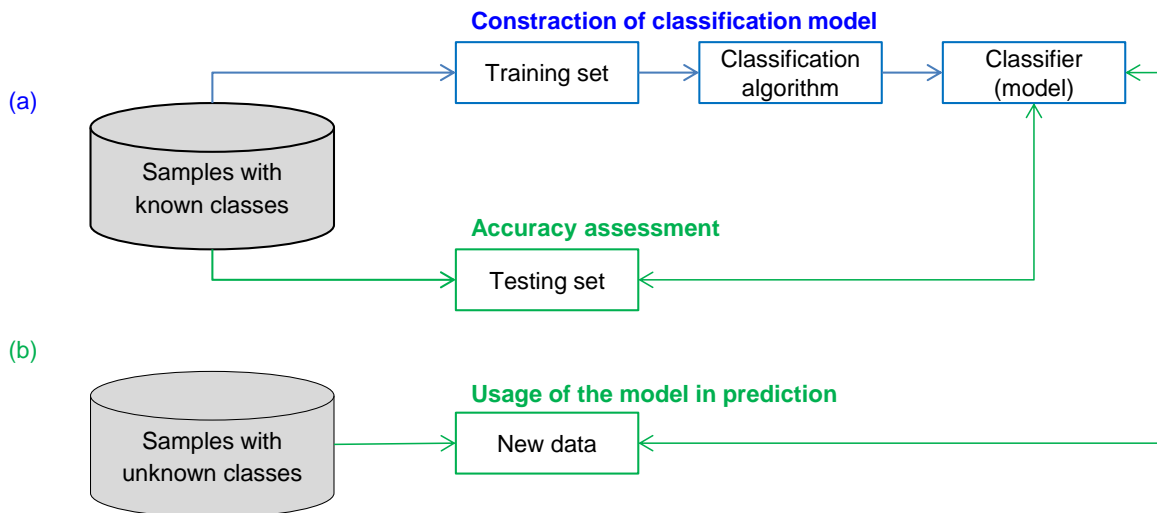 Constraction of classification model
(a)
Training set
Classification
algorithm
Classifier
(model)
Samples with
known classes
Accuracy assessment
Testing set
(b)
Usage of the model in prediction
Samples with
unknown classes
New data